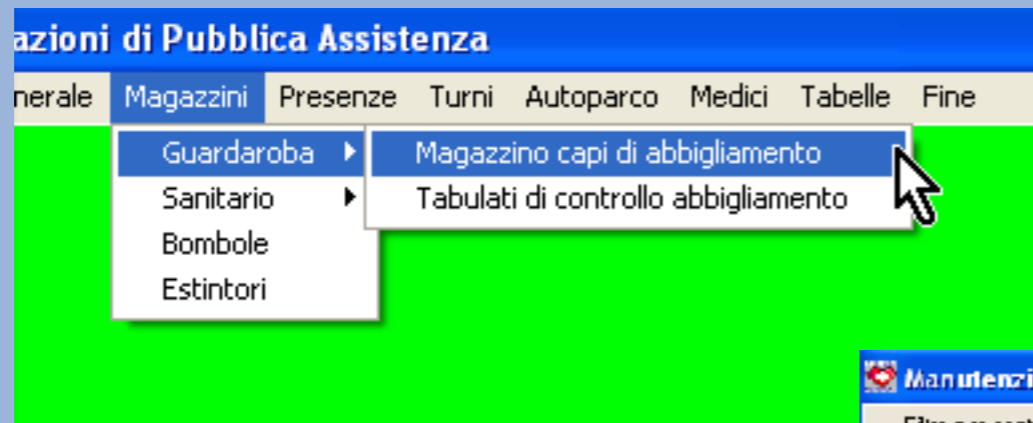 azioni di Pubblica Assistenza
nerale Magazzini Presenze Turni Autoparco Medici Tabelle Fine
Guardaroba Magazzino capi di abbigliamento
Sanitario Tabulati di controllo abbigliamento
Bombole
Estintori
Manutenzi